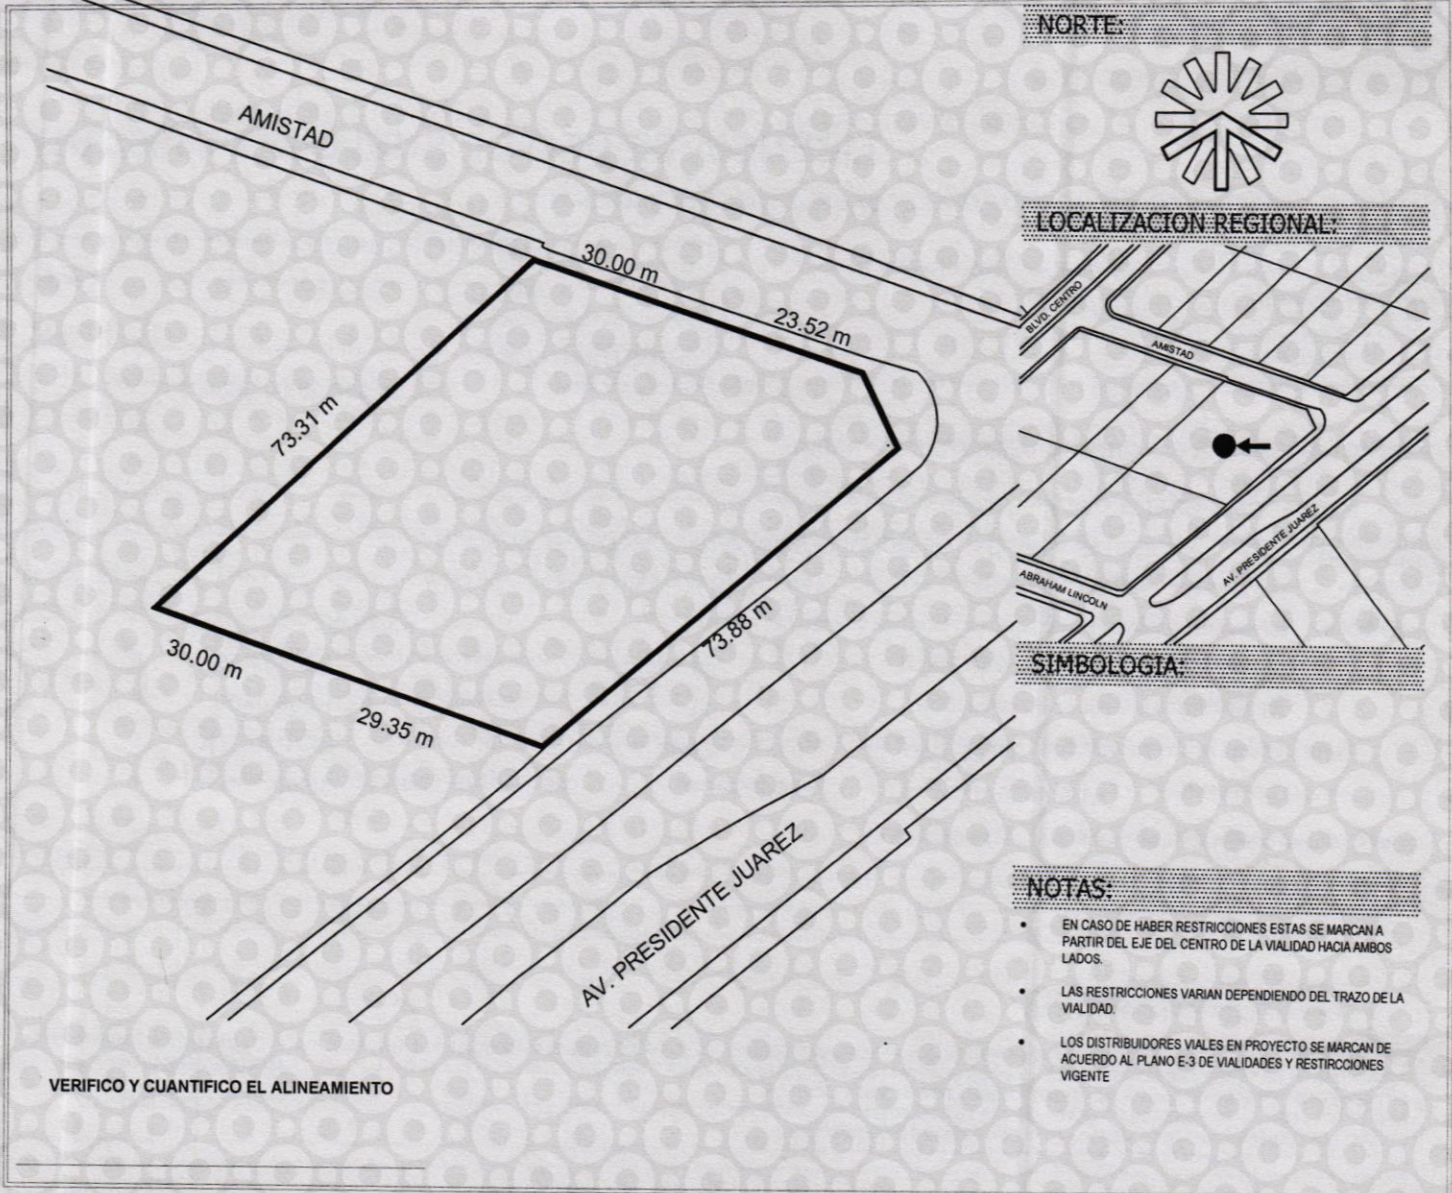 NORTE:
AMISTAD
LOCALIZACION REGIONAL:
30.00 m
23.52 m
BLVD. CENTRO
AMISTAD
73.31 m
AV. PRESIDENTE JUAREZ
ABRAHAM LINCOLN
73.88 m
30.00 m
29.35 m
SIMBOLOGIA:
AV. PRESIDENTE JUAREZ
NOTAS:
• EN CASO DE HABER RESTRICCIONES ESTAS SE MARCAN A
PARTIR DEL EJE DEL CENTRO DE LA VIALIDAD HACIA AMBOS
LADOS.
• LAS RESTRICCIONES VARIAN DEPENDIENDO DEL TRAZO DE LA
VIALIDAD.
• LOS DISTRIBUIDORES VIALES EN PROYECTO SE MARCAN DE
ACUERDO AL PLANO E-3 DE VIALIDADES Y RESTIRCCIONES
VIGENTE
VERIFICO Y CUANTIFICO EL ALINEAMIENTO